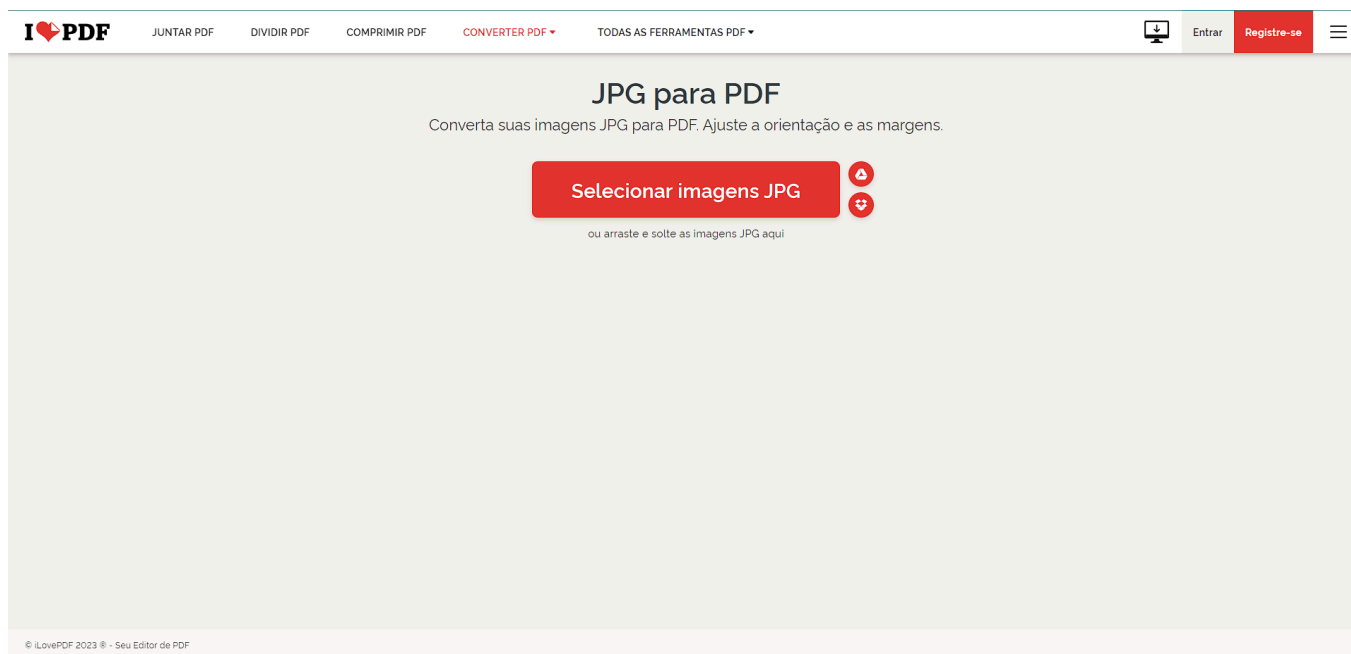 I PDF
JUNTAR PDF
DIVIDIR PDF
COMPRIMIR PDF
CONVERTER PDF
TODAS AS FERRAMENTAS PDF
Entrar
Registre-se
JPG para PDF
Converta suas imagens JPG para PDF. Ajuste a orientação e as margens.
Selecionar imagens JPG
ou arraste e solte as imagens JPG aqui
© iLovePDF 2023 ® - Seu Editor de PDF